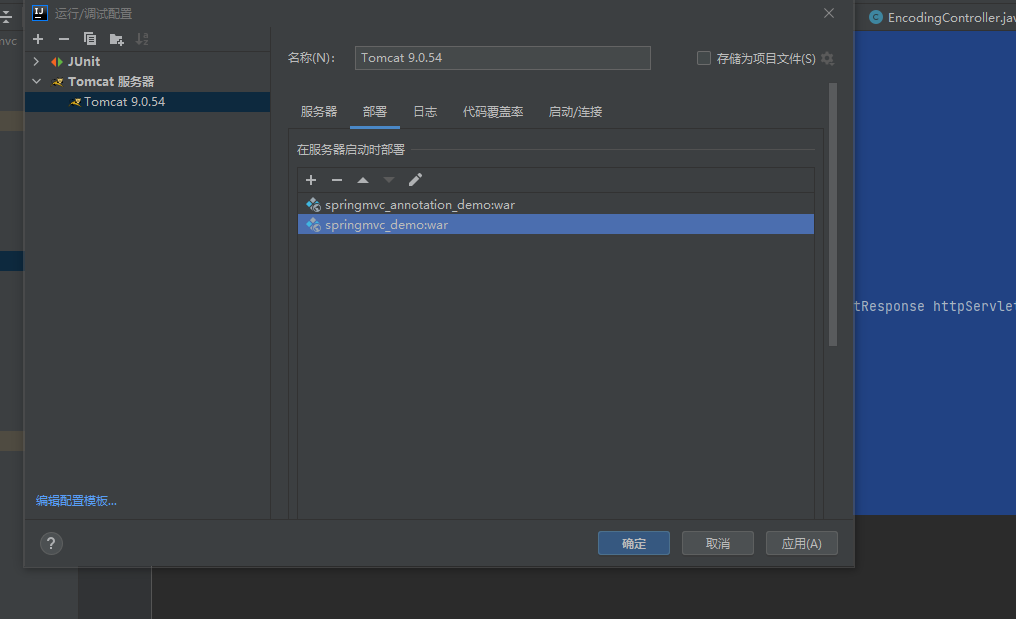 运行/调试配置
EncodingController.jav
mvc
JUnit
Tomcat 服务器
Tomcat 9.0.54
名称(N):
Tomcat 9.0.54
存储为项目文件(S)
服务器
部署
日志
代码覆盖率
启动/连接
在服务器启动时部署
springmvc_annotation_demo:war
springmvc_demo:war
tResponse httpServlet
编辑配置模板...
?
确定
取消
应用(A)